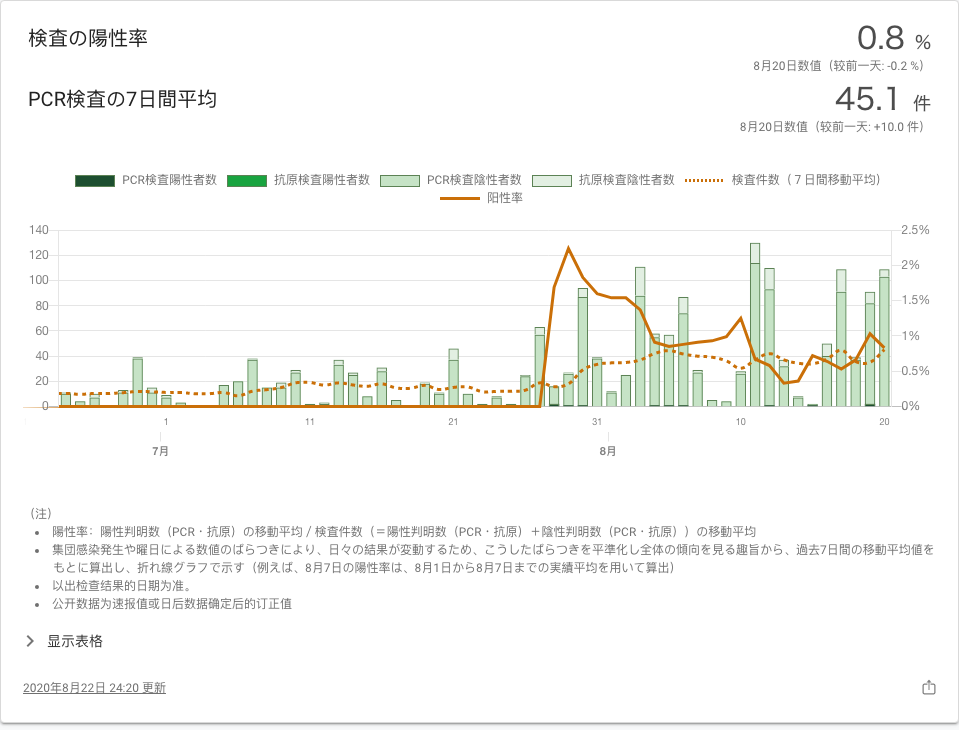 検査の陽性率
0.8 %
8月20日数值（较前一天: -0.2 %）
PCR検査の7日間平均
45.1 件
8月20日数值（较前一天: +10.0 件）
PCR検査陽性者数 抗原検査陽性者数 PCR検査陰性者数 抗原検査陰性者数 検査件数（７日間移動平均）
阳性率
140 2.5%
120 2%
100
80 1.5%
60 1%
40 0.5%
20
0 0%
1 11 21 31 10 20
7月 8月
（注）
• 陽性率：陽性判明数（PCR・抗原）の移動平均 / 検査件数（＝陽性判明数（PCR・抗原）＋陰性判明数（PCR・抗原））の移動平均
• 集団感染発生や曜日による数値のばらつきにより、日々の結果が変動するため、こうしたばらつきを平準化し全体の傾向を見る趣旨から、過去7日間の移動平均値を
もとに算出し、折れ線グラフで示す（例えば、8月7日の陽性率は、8月1日から8月7日までの実績平均を用いて算出）
• 以出检查结果的日期为准。
• 公开数据为速报值或日后数据确定后的订正值
显示表格
2020年8月22日 24:20 更新